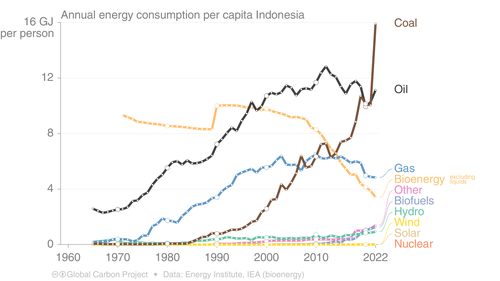 Annual energy consumption per capita Indonesia
16 GJ
per person
12
8
4
0
1960
1970
1980
1990
2000
2010
2022
Coal
Oil
Gas
Bioenergy excluding
liquids
Other
Biofuels
Hydro
Wind
Solar
Nuclear
Global Carbon Project • Data: Energy Institute, IEA (bioenergy)